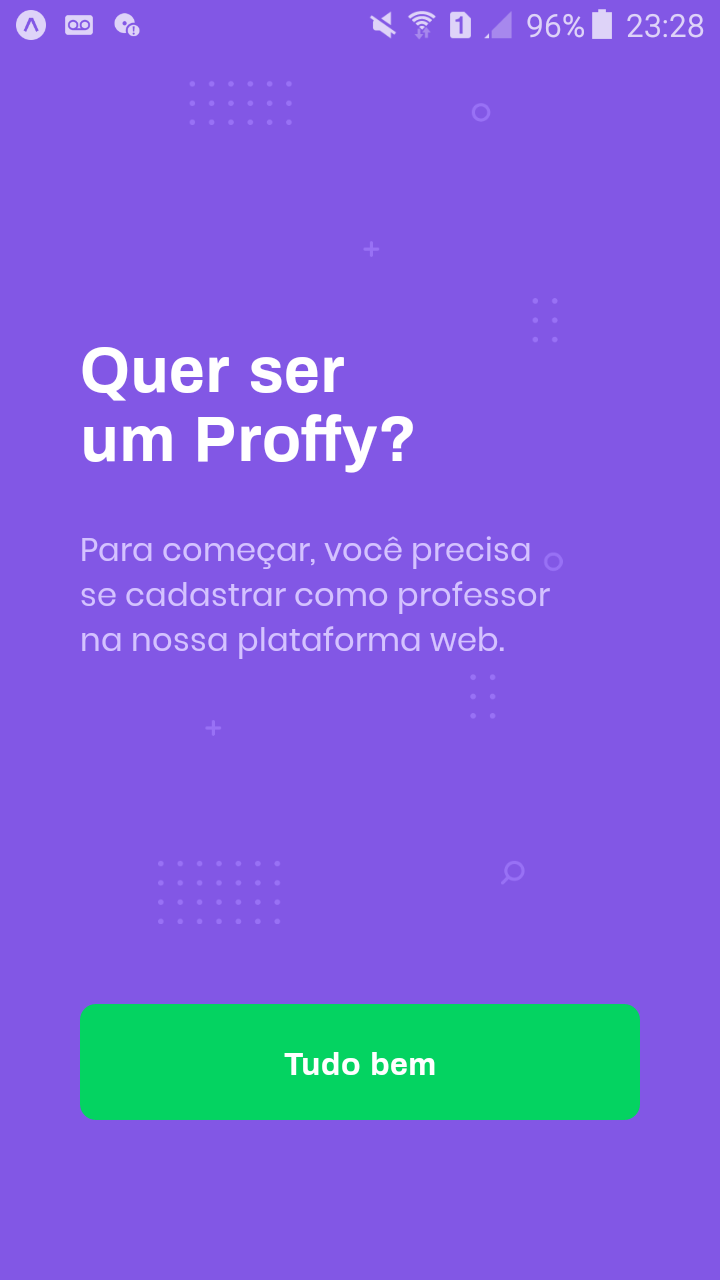 1 96% 23:28
Quer ser
um Proffy?
Para começar, você precisa
se cadastrar como professor
na nossa plataforma web.
Tudo bem